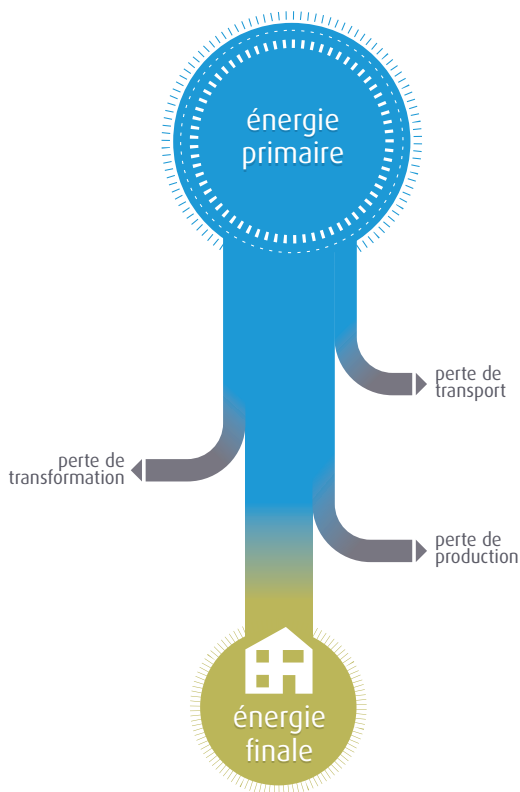 énergie
primaire
perte de
transport
perte de
transformation
perte de
production
énergie
finale